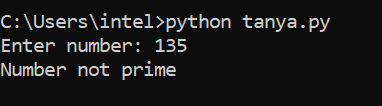 C:\Users\intel>python tanya.py
Enter number: 135
Number not prime